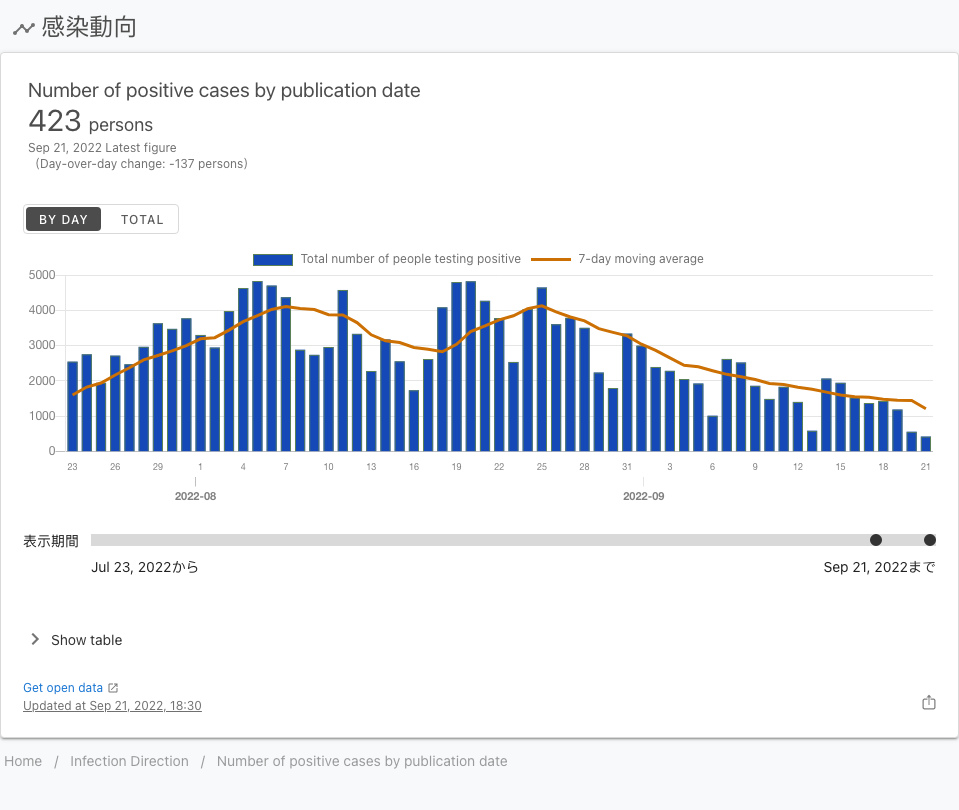 感染動向
Number of positive cases by publication date
423 persons
Sep 21, 2022 Latest figure
(Day-over-day change: -137 persons)
BY DAY TOTAL
Total number of people testing positive 7-day moving average
5000
4000
3000
2000
1000
0
23 26 29 1 4 7 10 13 16 19 22 25 28 31 3 6 9 12 15 18 21
2022-08 2022-09
表示期間
Jul 23, 2022から Sep 21, 2022まで
Show table
Get open data
Updated at Sep 21, 2022, 18:30
Home / Infection Direction / Number of positive cases by publication date